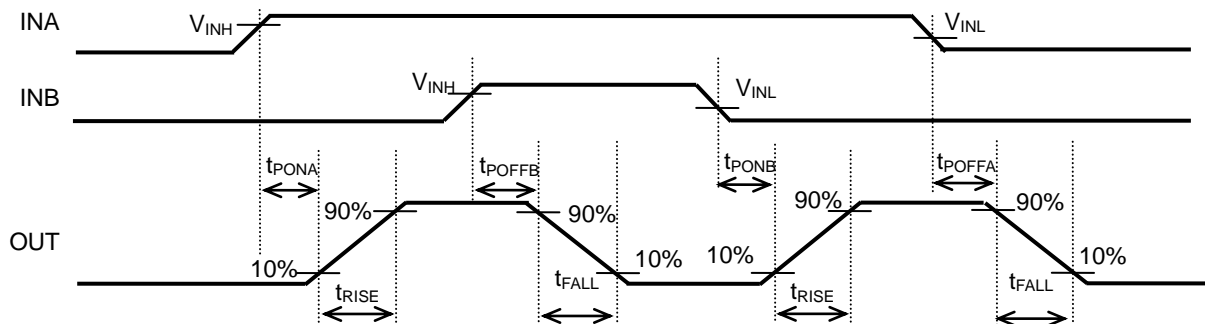 INA V_INH V_INL
INB V_INH V_INL
t_PONA t_POFFB t_PONB t_POFFA
90% 90% 90% 90%
OUT
10% 10% 10% 10%
t_RISE t_FALL t_RISE t_FALL